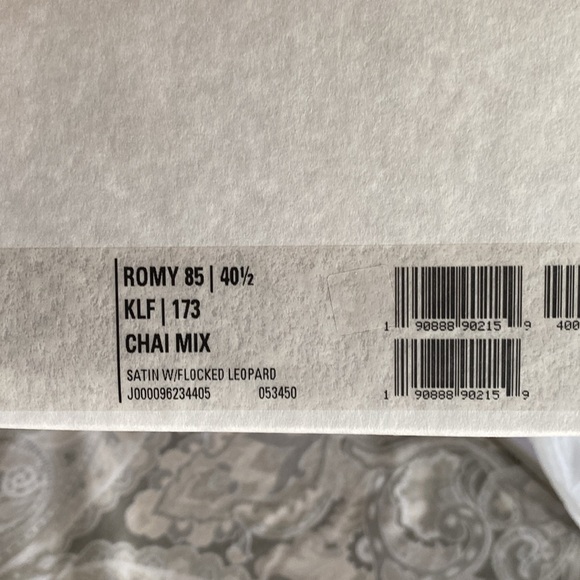 ROMY 85 | 40½
KLF | 173
CHAI MIX
SATIN W/FLOCKED LEOPARD
J000096234405 053450
1 90888 90215 9
400
1 90888 90215 9